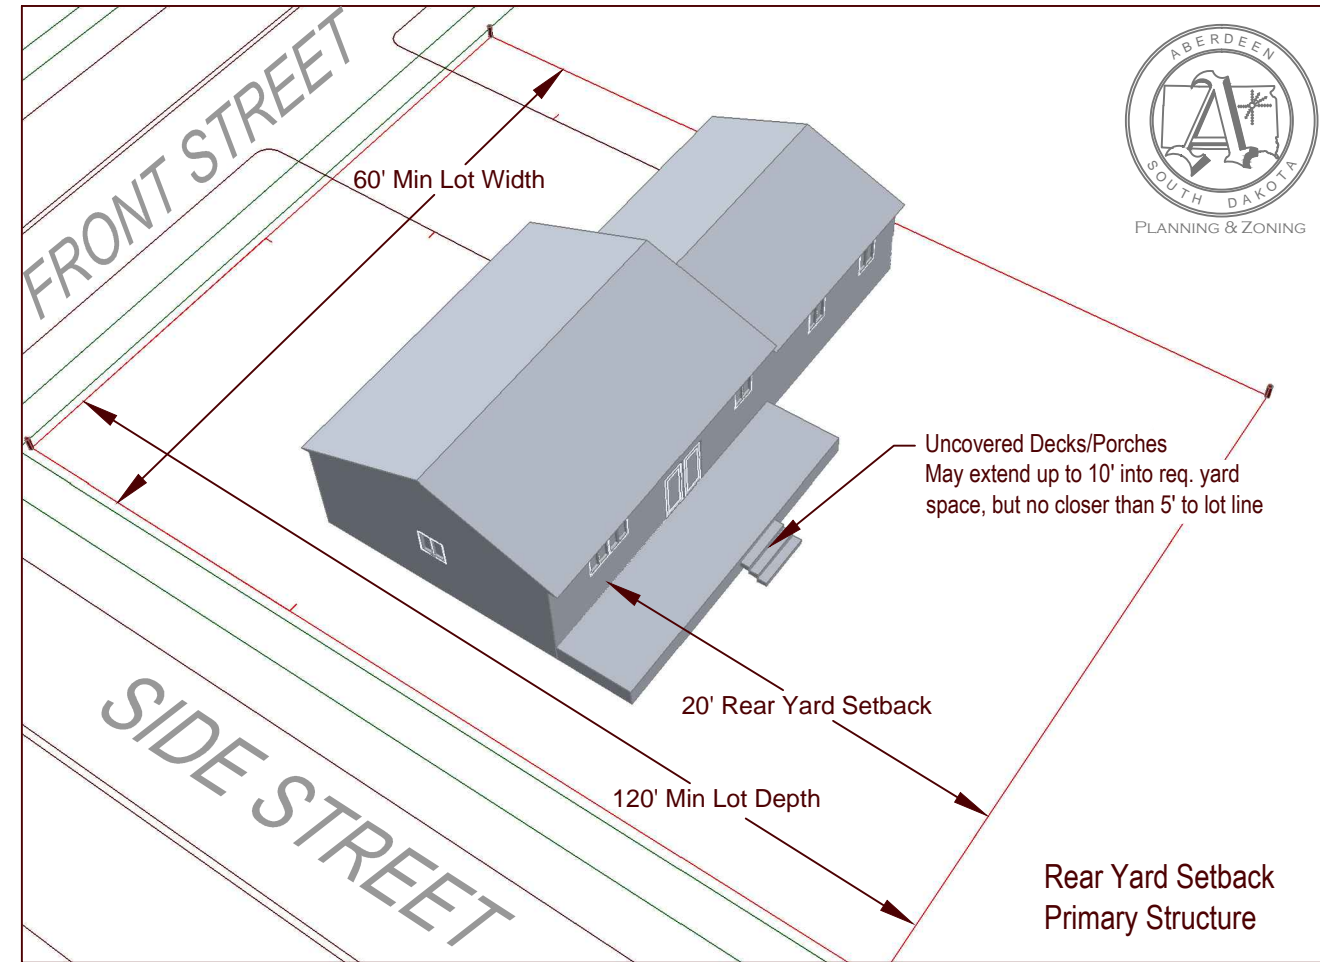 FRONT STREET
60' Min Lot Width
ABERDEEN
A
SOUTH DAKOTA
PLANNING & ZONING
Uncovered Decks/Porches
May extend up to 10' into req. yard
space, but no closer than 5' to lot line
20' Rear Yard Setback
120' Min Lot Depth
SIDE STREET
Rear Yard Setback
Primary Structure